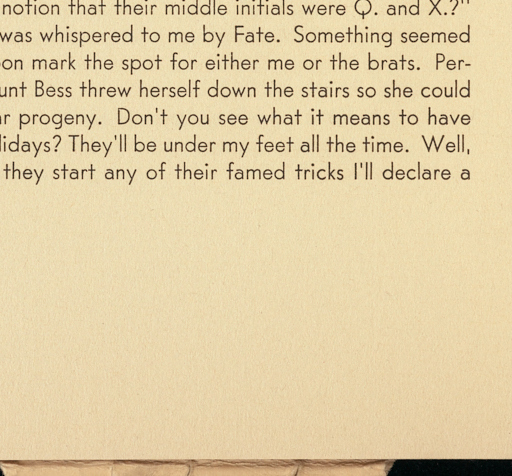 notion that their middle initials were Q. and X.?"
was whispered to me by Fate. Something seemed
on mark the spot for either me or the brats. Per-
unt Bess threw herself down the stairs so she could
r progeny. Don't you see what it means to have
lidays? They'll be under my feet all the time. Well,
they start any of their famed tricks I'll declare a